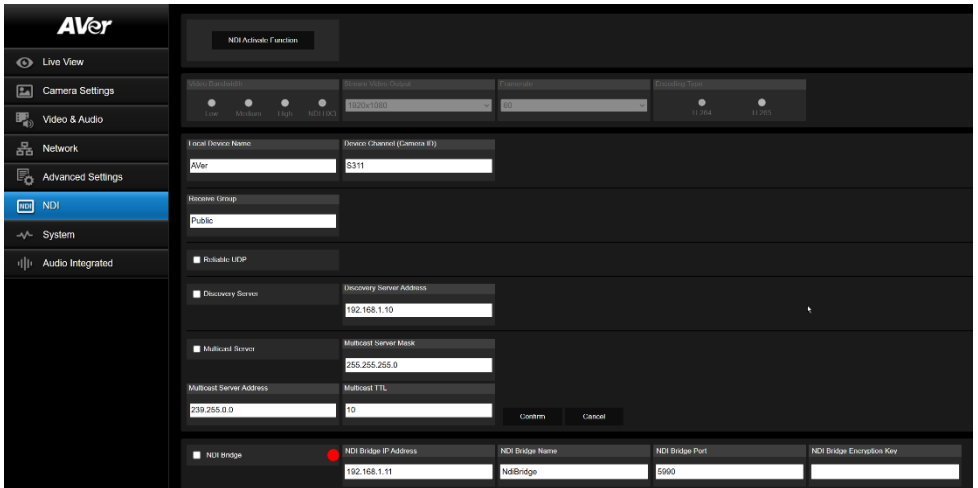 AVer
NDI Activate Function
Live View
Camera Settings
Video & Audio
Network
Advanced Settings
NDI NDI
System
Audio Integrated
Video Bandwidth Stream Video Output Framerate Encoding Type
Low Medium High NDI HX3 1920x1080 60 H.264 H.265
Local Device Name Device Channel (Camera ID)
AVer S311
Receive Group
Public
Reliable UDP
Discovery Server Discovery Server Address
192.168.1.10
Multicast Server Multicast Server Mask
255.255.255.0
Multicast Server Address Multicast TTL
239.255.0.0 10 Confirm Cancel
NDI Bridge NDI Bridge IP Address NDI Bridge Name NDI Bridge Port NDI Bridge Encryption Key
192.168.1.11 NdiBridge 5990